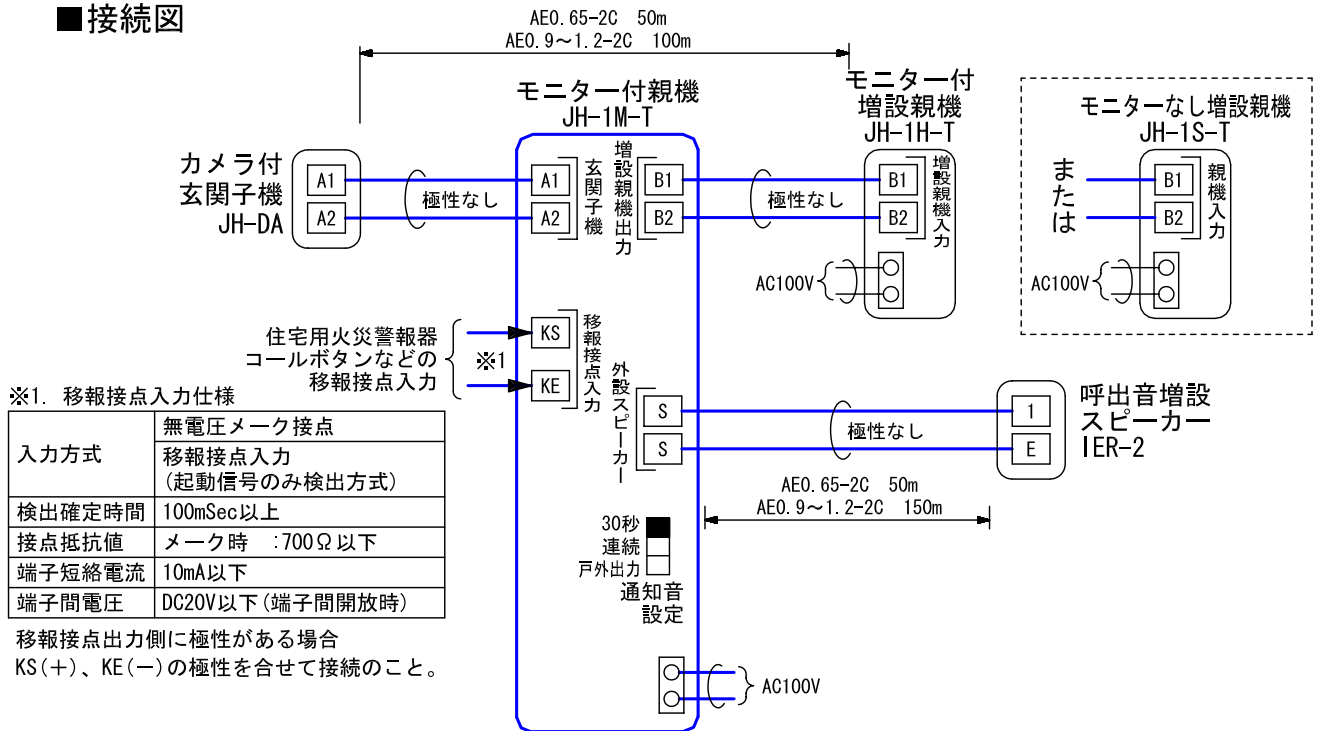 ■接続図
AE0.65-2C 50m
AE0.9～1.2-2C 100m
モニター付親機
JH-1M-T
モニター付
増設親機
JH-1H-T
モニターなし増設親機
JH-1S-T
カメラ付
玄関子機
JH-DA
A1
A2
極性なし
A1
A2
玄関子機
増設親機出力
B1
B2
極性なし
B1
B2
増設親機入力
AC100V
または
B1
B2
親機入力
AC100V
住宅用火災警報器
コールボタンなどの
移報接点入力
※1
KS
KE
移報接点入力
外設スピーカー
S
S
極性なし
1
E
呼出音増設
スピーカー
IER-2
AE0.65-2C 50m
AE0.9～1.2-2C 150m
30秒
連続
戸外出力
通知音
設定
AC100V
※1. 移報接点入力仕様
入力方式
無電圧メーク接点
移報接点入力
(起動信号のみ検出方式)
検出確定時間 100mSec以上
接点抵抗値 メーク時 :700Ω以下
端子短絡電流 10mA以下
端子間電圧 DC20V以下(端子間開放時)
移報接点出力側に極性がある場合
KS(+)、KE(−)の極性を合せて接続のこと。